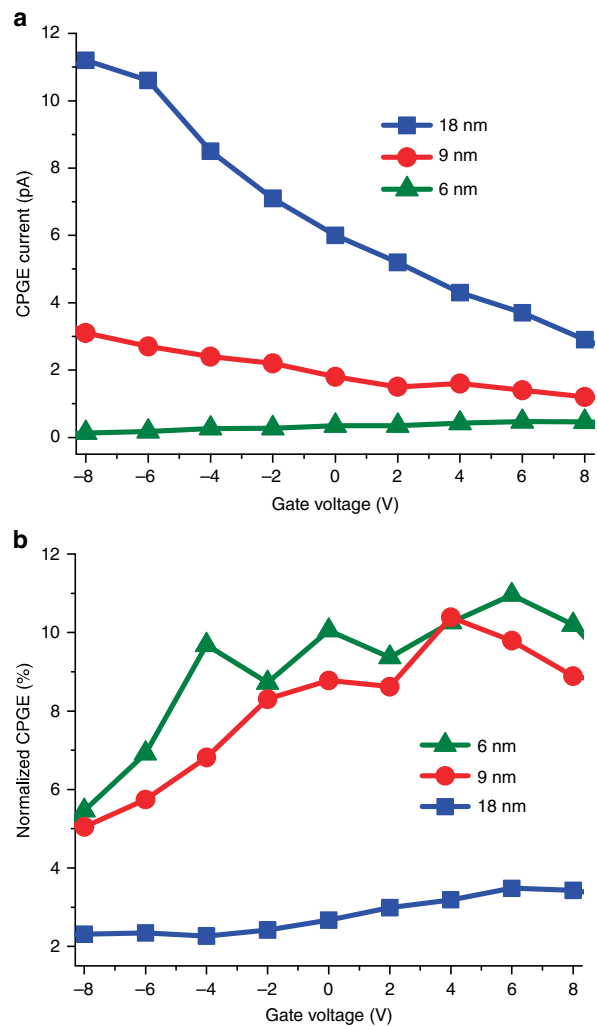 a
12
10
8
6
4
2
0
CPGE current (pA)
18 nm
9 nm
6 nm
–8 –6 –4 –2 0 2 4 6 8
Gate voltage (V)
b
12
10
8
6
4
2
Normalized CPGE (%)
6 nm
9 nm
18 nm
–8 –6 –4 –2 0 2 4 6 8
Gate voltage (V)